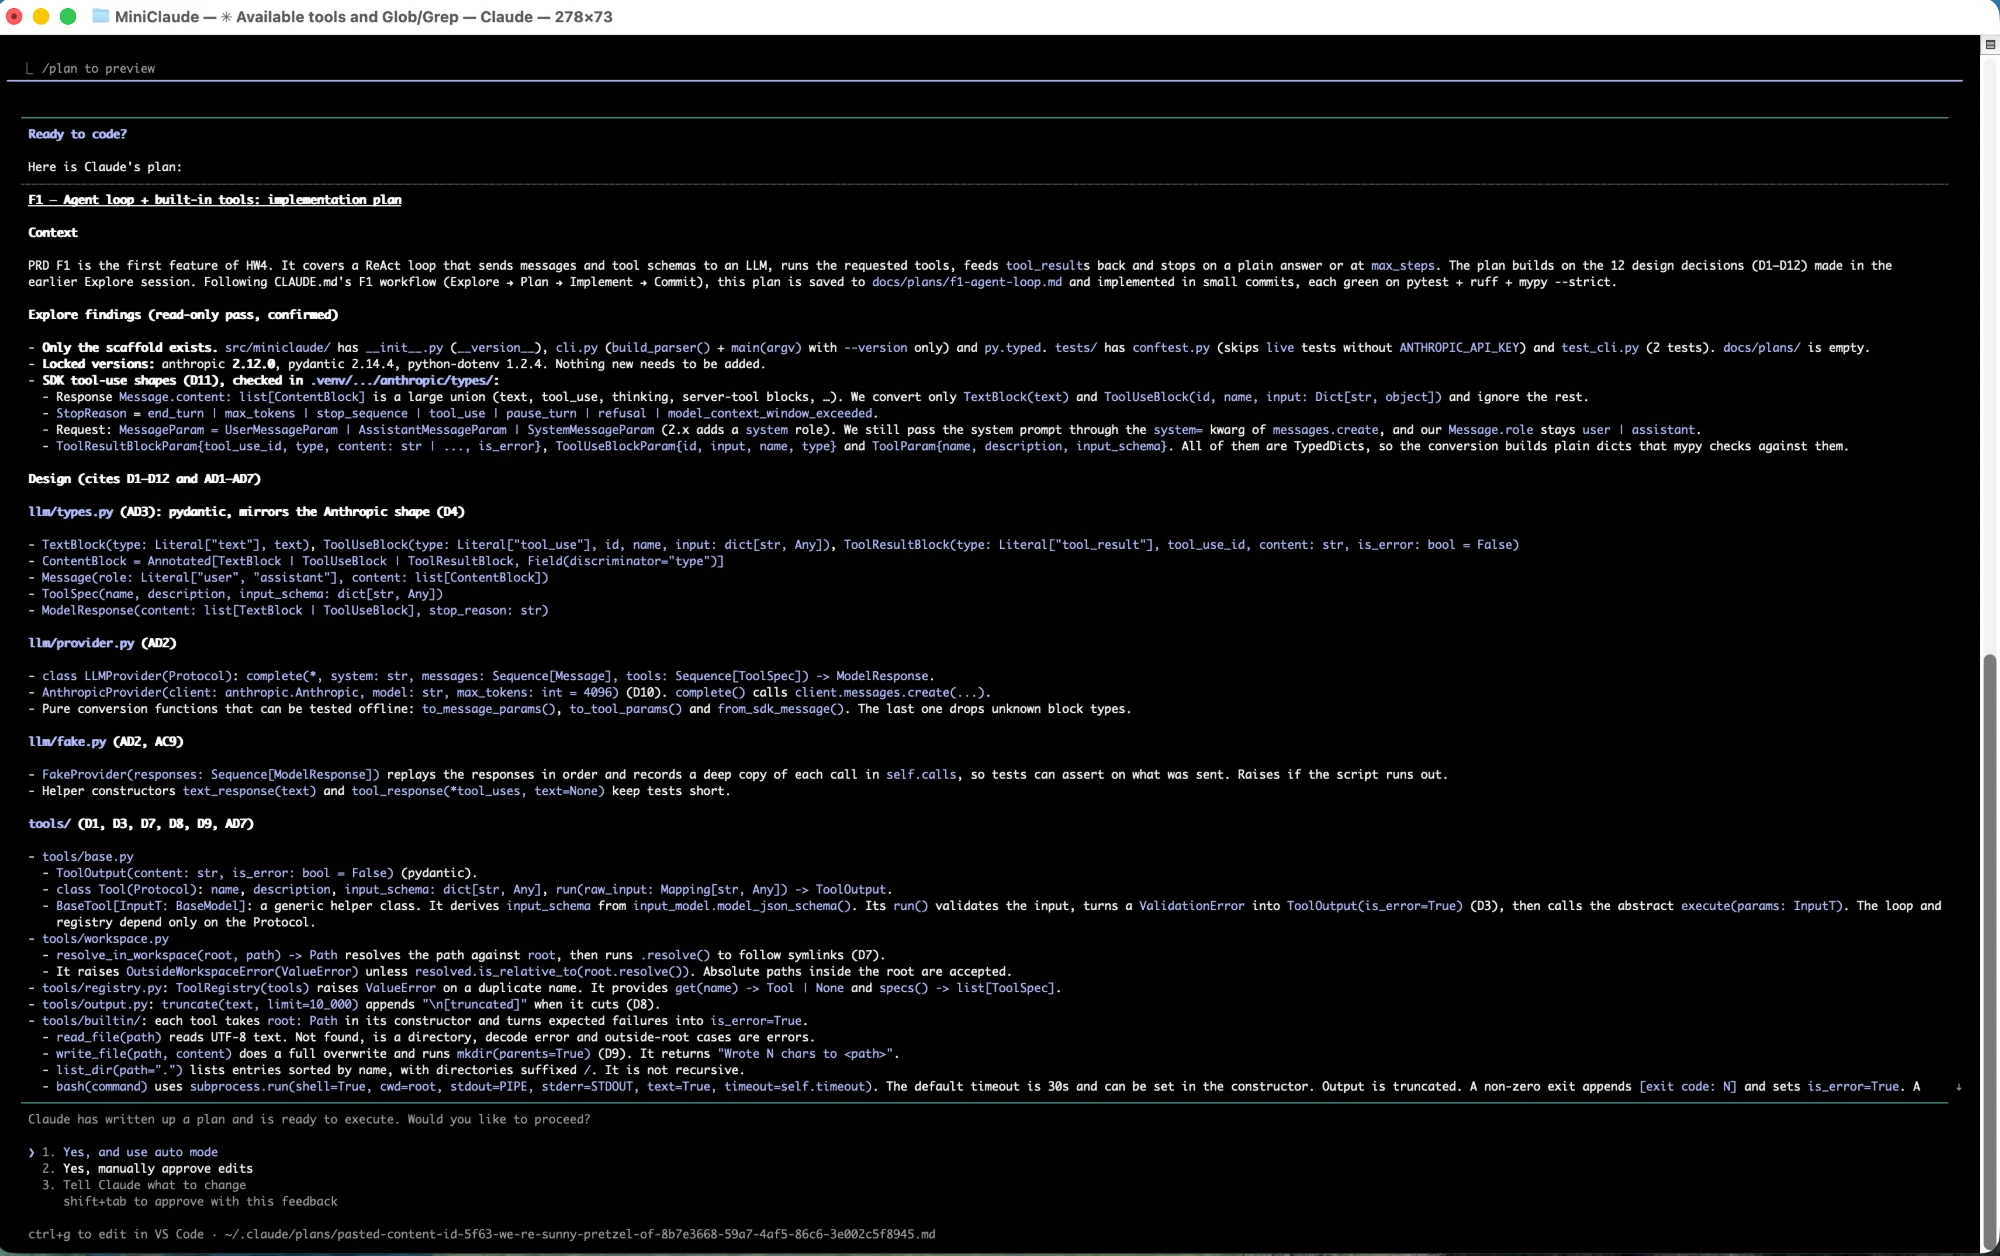 MiniClaude — ✳ Available tools and Glob/Grep — Claude — 278×73
⎿ /plan to preview
Ready to code?
Here is Claude's plan:
F1 — Agent loop + built-in tools: implementation plan
Context
PRD F1 is the first feature of HW4. It covers a ReAct loop that sends messages and tool schemas to an LLM, runs the requested tools, feeds tool_results back and stops on a plain answer or at max_steps. The plan builds on the 12 design decisions (D1–D12) made in the
earlier Explore session. Following CLAUDE.md's F1 workflow (Explore → Plan → Implement → Commit), this plan is saved to docs/plans/f1-agent-loop.md and implemented in small commits, each green on pytest + ruff + mypy --strict.
Explore findings (read-only pass, confirmed)
- Only the scaffold exists. src/miniclaude/ has __init__.py (__version__), cli.py (build_parser() + main(argv) with --version only) and py.typed. tests/ has conftest.py (skips live tests without ANTHROPIC_API_KEY) and test_cli.py (2 tests). docs/plans/ is empty.
- Locked versions: anthropic 2.12.0, pydantic 2.14.4, python-dotenv 1.2.4. Nothing new needs to be added.
- SDK tool-use shapes (D11), checked in .venv/.../anthropic/types/:
- Response Message.content: list[ContentBlock] is a large union (text, tool_use, thinking, server-tool blocks, …). We convert only TextBlock(text) and ToolUseBlock(id, name, input: Dict[str, object]) and ignore the rest.
- StopReason = end_turn | max_tokens | stop_sequence | tool_use | pause_turn | refusal | model_context_window_exceeded.
- Request: MessageParam = UserMessageParam | AssistantMessageParam | SystemMessageParam (2.x adds a system role). We still pass the system prompt through the system= kwarg of messages.create, and our Message.role stays user | assistant.
- ToolResultBlockParam{tool_use_id, type, content: str | ..., is_error}, ToolUseBlockParam{id, input, name, type} and ToolParam{name, description, input_schema}. All of them are TypedDicts, so the conversion builds plain dicts that mypy checks against them.
Design (cites D1–D12 and AD1–AD7)
llm/types.py (AD3): pydantic, mirrors the Anthropic shape (D4)
- TextBlock(type: Literal["text"], text), ToolUseBlock(type: Literal["tool_use"], id, name, input: dict[str, Any]), ToolResultBlock(type: Literal["tool_result"], tool_use_id, content: str, is_error: bool = False)
- ContentBlock = Annotated[TextBlock | ToolUseBlock | ToolResultBlock, Field(discriminator="type")]
- Message(role: Literal["user", "assistant"], content: list[ContentBlock])
- ToolSpec(name, description, input_schema: dict[str, Any])
- ModelResponse(content: list[TextBlock | ToolUseBlock], stop_reason: str)
llm/provider.py (AD2)
- class LLMProvider(Protocol): complete(*, system: str, messages: Sequence[Message], tools: Sequence[ToolSpec]) -> ModelResponse.
- AnthropicProvider(client: anthropic.Anthropic, model: str, max_tokens: int = 4096) (D10). complete() calls client.messages.create(...).
- Pure conversion functions that can be tested offline: to_message_params(), to_tool_params() and from_sdk_message(). The last one drops unknown block types.
llm/fake.py (AD2, AC9)
- FakeProvider(responses: Sequence[ModelResponse]) replays the responses in order and records a deep copy of each call in self.calls, so tests can assert on what was sent. Raises if the script runs out.
- Helper constructors text_response(text) and tool_response(*tool_uses, text=None) keep tests short.
tools/ (D1, D3, D7, D8, D9, AD7)
- tools/base.py
- ToolOutput(content: str, is_error: bool = False) (pydantic).
- class Tool(Protocol): name, description, input_schema: dict[str, Any], run(raw_input: Mapping[str, Any]) -> ToolOutput.
- BaseTool[InputT: BaseModel]: a generic helper class. It derives input_schema from input_model.model_json_schema(). Its run() validates the input, turns a ValidationError into ToolOutput(is_error=True) (D3), then calls the abstract execute(params: InputT). The loop and
registry depend only on the Protocol.
- tools/workspace.py
- resolve_in_workspace(root, path) -> Path resolves the path against root, then runs .resolve() to follow symlinks (D7).
- It raises OutsideWorkspaceError(ValueError) unless resolved.is_relative_to(root.resolve()). Absolute paths inside the root are accepted.
- tools/registry.py: ToolRegistry(tools) raises ValueError on a duplicate name. It provides get(name) -> Tool | None and specs() -> list[ToolSpec].
- tools/output.py: truncate(text, limit=10_000) appends "\n[truncated]" when it cuts (D8).
- tools/builtin/: each tool takes root: Path in its constructor and turns expected failures into is_error=True.
- read_file(path) reads UTF-8 text. Not found, is a directory, decode error and outside-root cases are errors.
- write_file(path, content) does a full overwrite and runs mkdir(parents=True) (D9). It returns "Wrote N chars to <path>".
- list_dir(path=".") lists entries sorted by name, with directories suffixed /. It is not recursive.
- bash(command) uses subprocess.run(shell=True, cwd=root, stdout=PIPE, stderr=STDOUT, text=True, timeout=self.timeout). The default timeout is 30s and can be set in the constructor. Output is truncated. A non-zero exit appends [exit code: N] and sets is_error=True. A ↓
Claude has written up a plan and is ready to execute. Would you like to proceed?
❯ 1. Yes, and use auto mode
2. Yes, manually approve edits
3. Tell Claude what to change
shift+tab to approve with this feedback
ctrl+g to edit in VS Code · ~/.claude/plans/pasted-content-id-5f63-we-re-sunny-pretzel-of-8b7e3668-59a7-4af5-86c6-3e002c5f8945.md